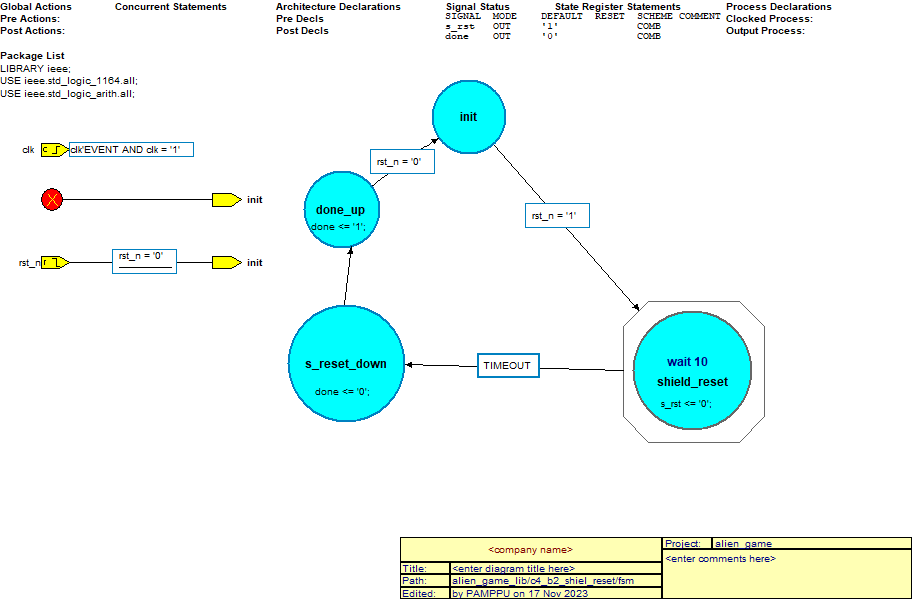 Global Actions
Pre Actions:
Post Actions:
Concurrent Statements
Architecture Declarations
Pre Decls
Post Decls
Signal Status
SIGNAL MODE DEFAULT RESET SCHEME COMMENT
s_rst OUT '1' COMB
done OUT '0' COMB
State Register Statements
Process Declarations
Clocked Process:
Output Process:
Package List
LIBRARY ieee;
USE ieee.std_logic_1164.all;
USE ieee.std_logic_arith.all;
clk c clk'EVENT AND clk = '1'
init
rst_n r rst_n = '0' init
init
rst_n = '0'
done_up
done <= '1';
rst_n = '1'
s_reset_down
done <= '0';
TIMEOUT
wait 10
shield_reset
s_rst <= '0';
<company name>
Title: <enter diagram title here>
Path: alien_game_lib/c4_b2_shiel_reset/fsm
Edited: by PAMPPU on 17 Nov 2023
Project: alien_game
<enter comments here>